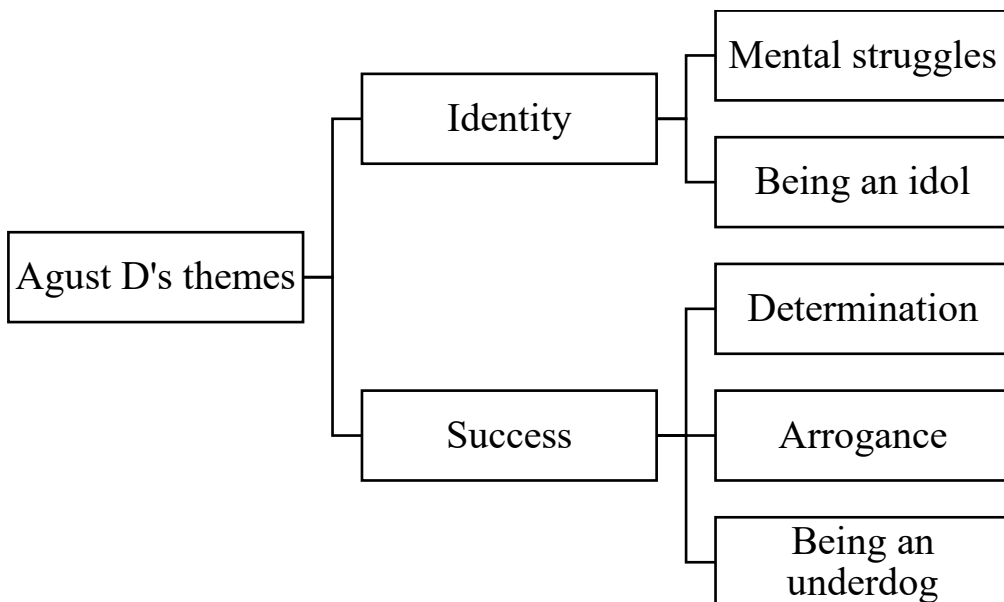 Agust D's themes
Identity
Mental struggles
Being an idol
Success
Determination
Arrogance
Being an
underdog